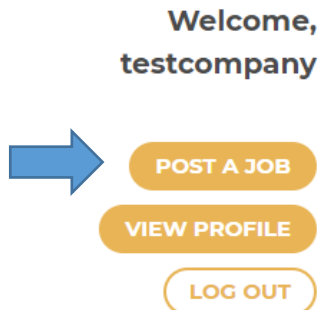 Welcome,
testcompany
POST A JOB
VIEW PROFILE
LOG OUT